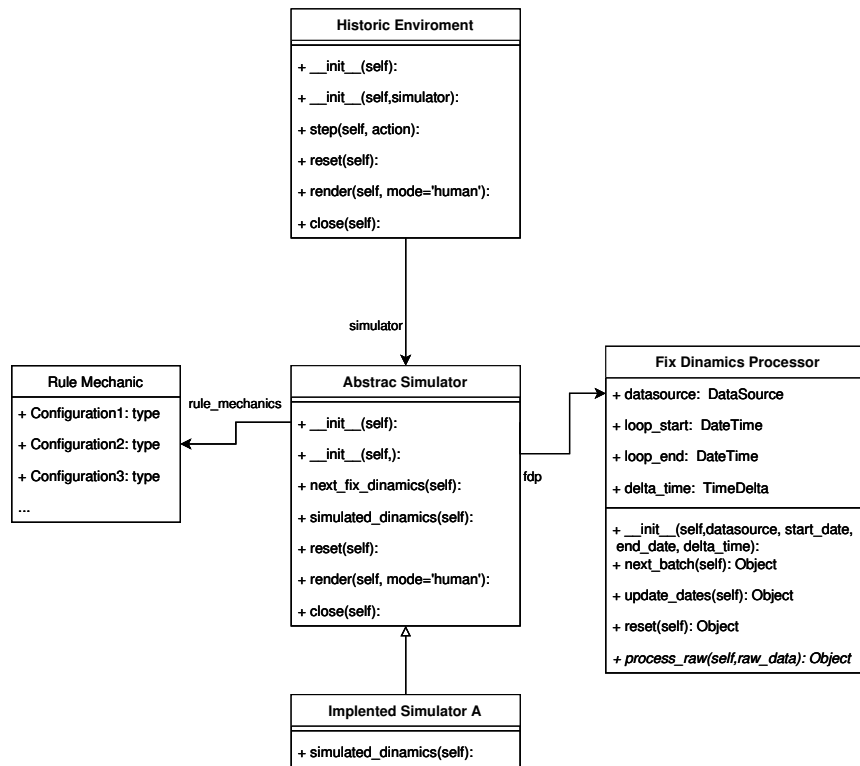 Historic Enviroment
+ __init__(self):
+ __init__(self,simulator):
+ step(self, action):
+ reset(self):
+ render(self, mode='human'):
+ close(self):
simulator
Rule Mechanic
+ Configuration1: type
+ Configuration2: type
+ Configuration3: type
...
rule_mechanics
Abstrac Simulator
+ __init__(self):
+ __init__(self,):
+ next_fix_dinamics(self):
+ simulated_dinamics(self):
+ reset(self):
+ render(self, mode='human'):
+ close(self):
fdp
Fix Dinamics Processor
+ datasource: DataSource
+ loop_start: DateTime
+ loop_end: DateTime
+ delta_time: TimeDelta
+ __init__(self,datasource, start_date,
end_date, delta_time):
+ next_batch(self): Object
+ update_dates(self): Object
+ reset(self): Object
+ process_raw(self,raw_data): Object
Implented Simulator A
+ simulated_dinamics(self):